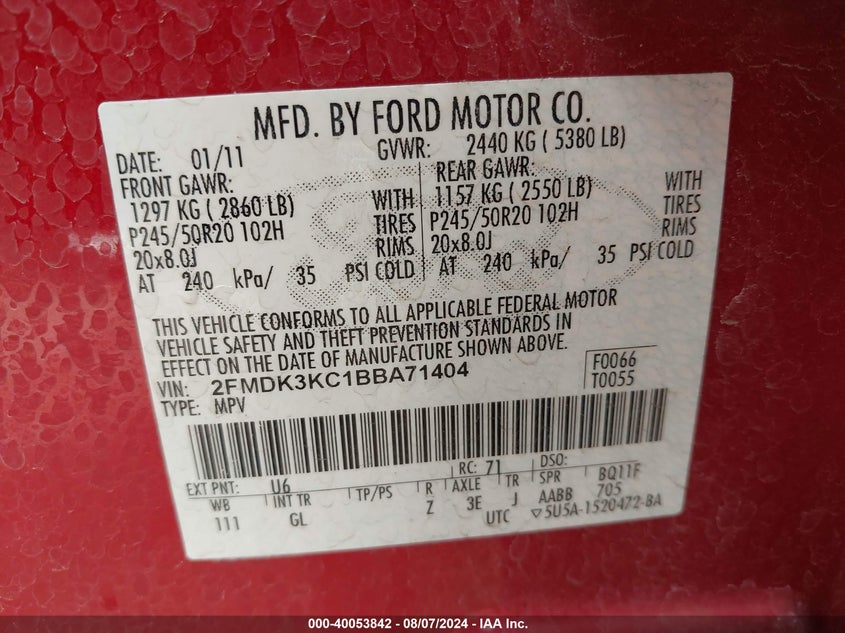 MFD. BY FORD MOTOR CO.
DATE: 01/11 GVWR: 2440 KG ( 5380 LB)
FRONT GAWR: REAR GAWR:
1297 KG ( 2860 LB) WITH 1157 KG ( 2550 LB) WITH
P245/50R20 102H TIRES P245/50R20 102H TIRES
20x8.0J RIMS 20x8.0J RIMS
AT 240 kPa/ 35 PSI COLD AT 240 kPa/ 35 PSI COLD
THIS VEHICLE CONFORMS TO ALL APPLICABLE FEDERAL MOTOR
VEHICLE SAFETY AND THEFT PREVENTION STANDARDS IN
EFFECT ON THE DATE OF MANUFACTURE SHOWN ABOVE.
VIN: 2FMDK3KC1BBA71404 F0066
TYPE: MPV T0055
EXT PNT: U6 RC: 71 DSO:
WB INT TR TP/PS R AXLE TR SPR BQ11F
111 GL Z 3E J AABB 705
UTC ▽5U5A-1520472-BA
000-40053842 - 08/07/2024 - IAA Inc.